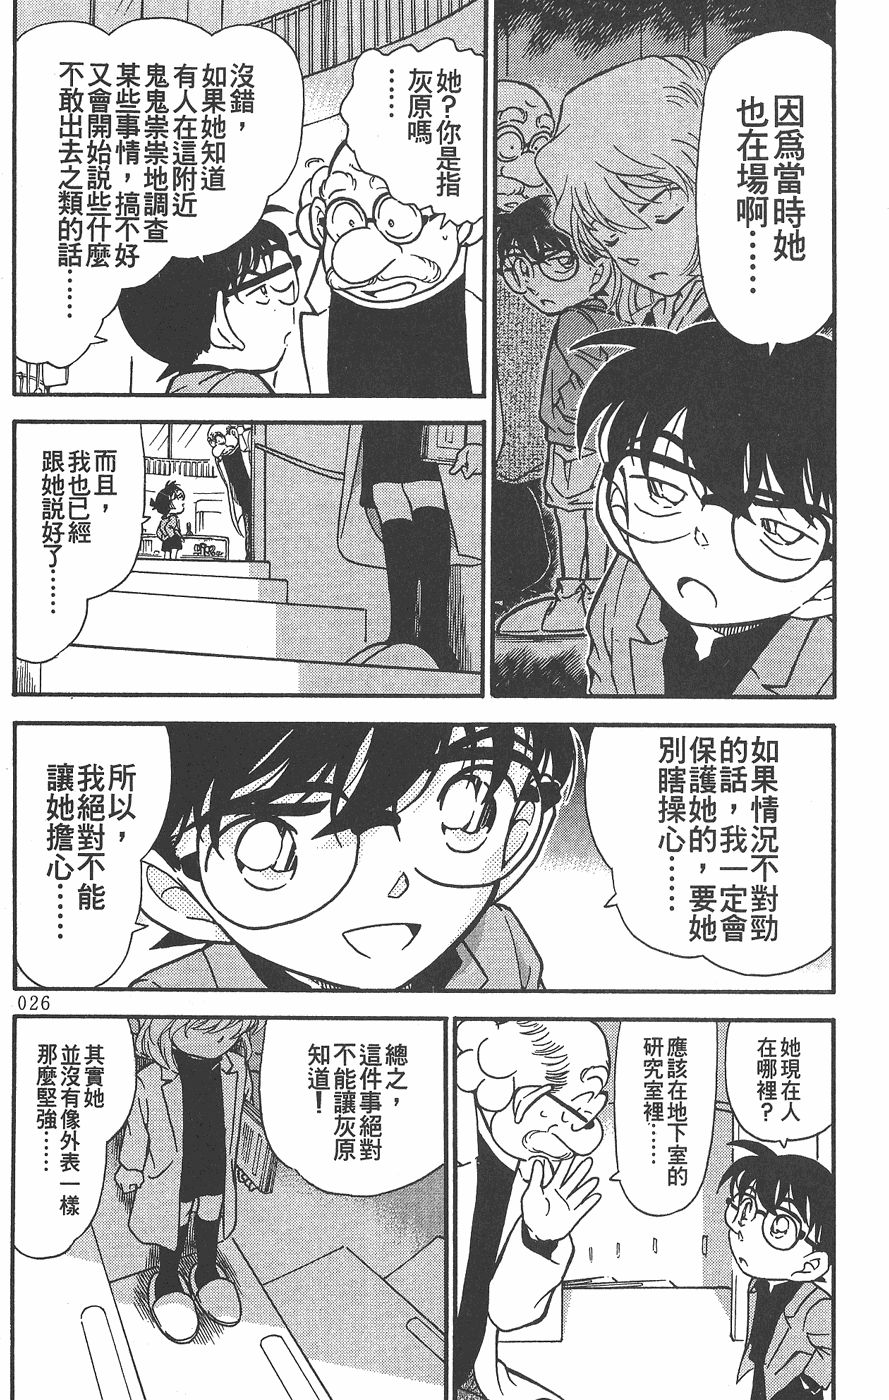 因爲當時她
也在場啊……
她？你是指
灰原嗎
……
沒錯，
如果她知道
有人在這附近
鬼鬼祟祟地調查
某些事情，搞不好
又會開始説些什麼
不敢出去之類的話……
而且，
我也已經
跟她説好了……
如果情況不對勁
的話，我一定會
保護她的，要她
別瞎操心……
所以，
我絕對不能
讓她擔心……
026
她現在人
在哪裡？
應該在地下室的
研究室裡……
總之，
這件事絕對
不能讓灰原
知道！
其實她
並沒有像外表一樣
那麼堅強……